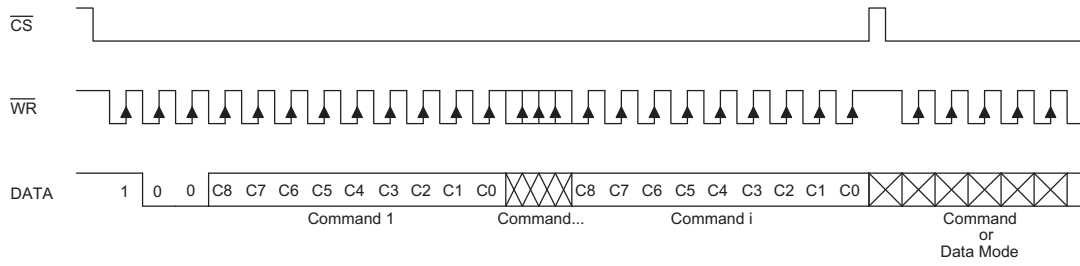 CS
WR
DATA 1 0 0 C8 C7 C6 C5 C4 C3 C2 C1 C0 C8 C7 C6 C5 C4 C3 C2 C1 C0
Command 1 Command... Command i Command
or
Data Mode